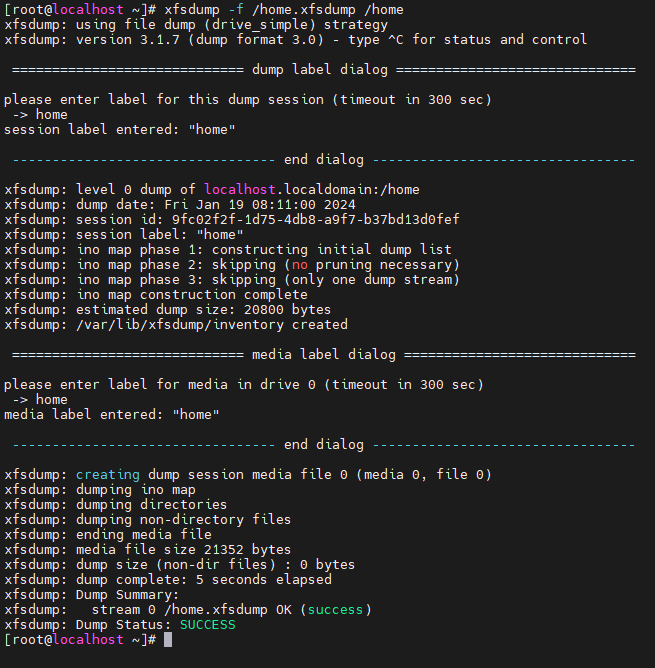 [root@localhost ~]# xfsdump -f /home.xfsdump /home
xfsdump: using file dump (drive_simple) strategy
xfsdump: version 3.1.7 (dump format 3.0) - type ^C for status and control
============================= dump label dialog ==============================
please enter label for this dump session (timeout in 300 sec)
-> home
session label entered: "home"
--------------------------------- end dialog ---------------------------------
xfsdump: level 0 dump of localhost.localdomain:/home
xfsdump: dump date: Fri Jan 19 08:11:00 2024
xfsdump: session id: 9fc02f2f-1d75-4db8-a9f7-b37bd13d0fef
xfsdump: session label: "home"
xfsdump: ino map phase 1: constructing initial dump list
xfsdump: ino map phase 2: skipping (no pruning necessary)
xfsdump: ino map phase 3: skipping (only one dump stream)
xfsdump: ino map construction complete
xfsdump: estimated dump size: 20800 bytes
xfsdump: /var/lib/xfsdump/inventory created
============================= media label dialog =============================
please enter label for media in drive 0 (timeout in 300 sec)
-> home
media label entered: "home"
--------------------------------- end dialog ---------------------------------
xfsdump: creating dump session media file 0 (media 0, file 0)
xfsdump: dumping ino map
xfsdump: dumping directories
xfsdump: dumping non-directory files
xfsdump: ending media file
xfsdump: media file size 21352 bytes
xfsdump: dump size (non-dir files) : 0 bytes
xfsdump: dump complete: 5 seconds elapsed
xfsdump: Dump Summary:
xfsdump:   stream 0 /home.xfsdump OK (success)
xfsdump: Dump Status: SUCCESS
[root@localhost ~]#